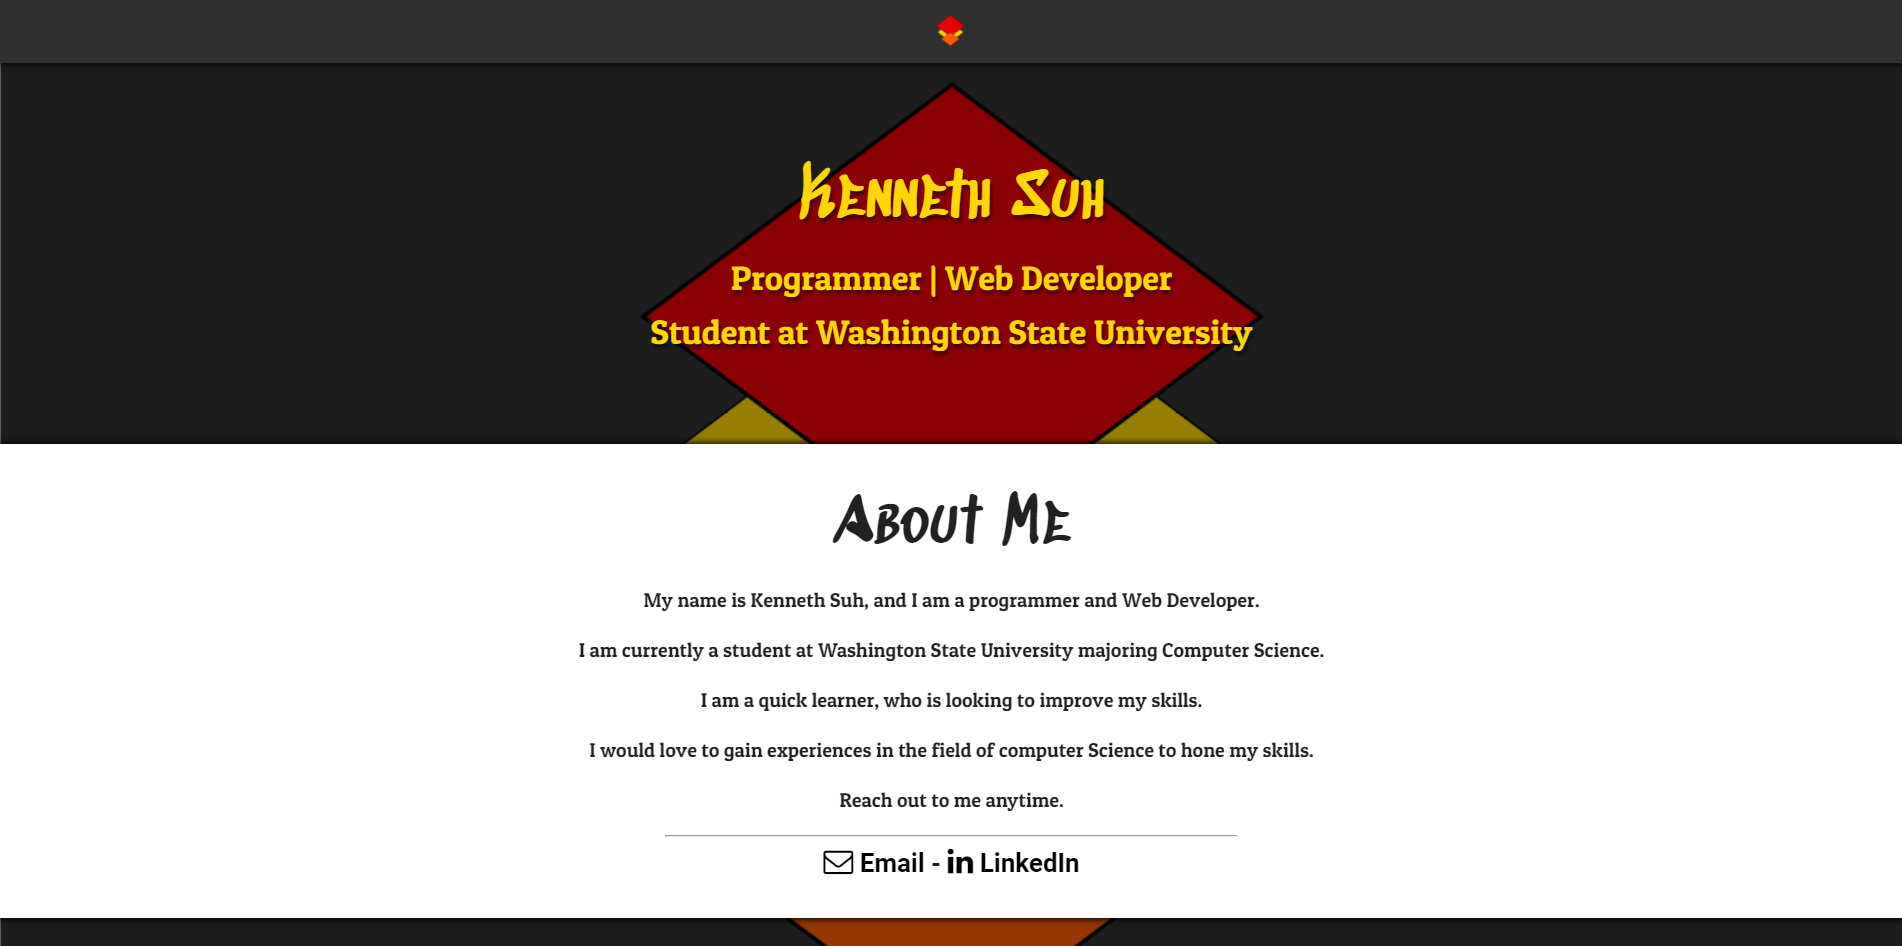 Kenneth Suh
Programmer | Web Developer
Student at Washington State University
About Me
My name is Kenneth Suh, and I am a programmer and Web Developer.
I am currently a student at Washington State University majoring Computer Science.
I am a quick learner, who is looking to improve my skills.
I would love to gain experiences in the field of computer Science to hone my skills.
Reach out to me anytime.
Email - in LinkedIn